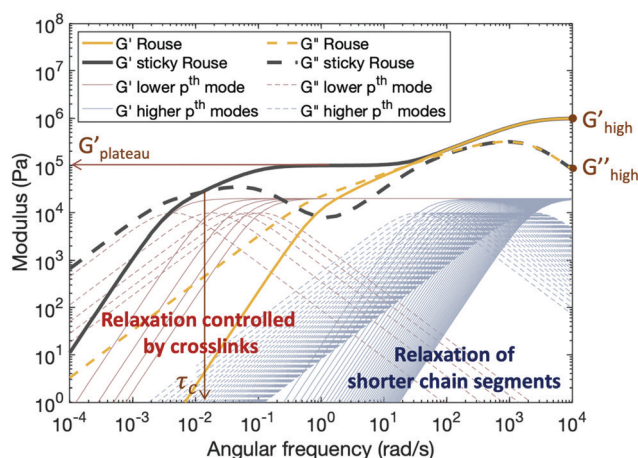 10⁸
10⁷
10⁶
10⁵
10⁴
10³
10²
10¹
10⁰
Modulus (Pa)
G' Rouse
G" Rouse
G' sticky Rouse
G" sticky Rouse
G' lower pᵗʰ mode
G" lower pᵗʰ mode
G' higher pᵗʰ modes
G" higher pᵗʰ modes
G'plateau
G'high
G''high
Relaxation controlled
by crosslinks
Relaxation of
shorter chain segments
τc
10⁻⁴ 10⁻³ 10⁻² 10⁻¹ 10⁰ 10¹ 10² 10³ 10⁴
Angular frequency (rad/s)